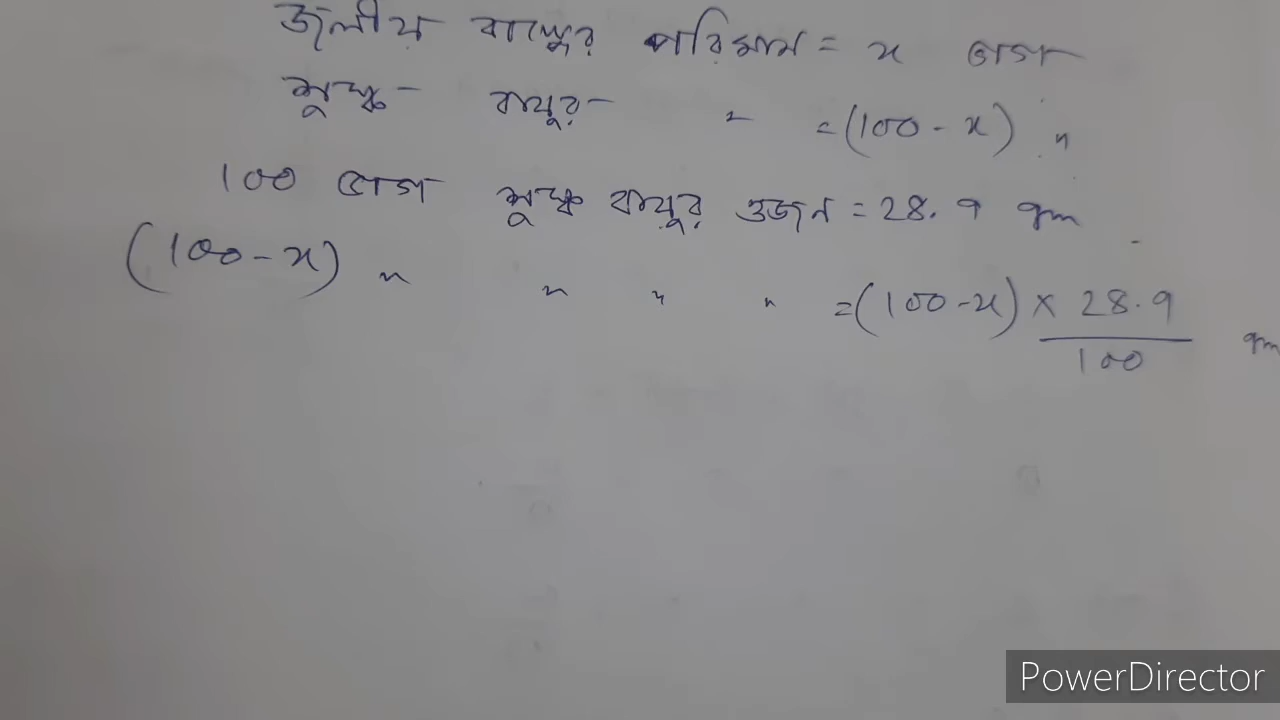 জলীয় বাষ্পের পরিমান = x ভাগ
শুষ্ক বায়ুর " = (100 - x) "
100 ভাগ শুষ্ক বায়ুর ওজন = 28.9 gm
(100 - x) " " " " = (100 - x) × 28.9 / 100 gm
PowerDirector